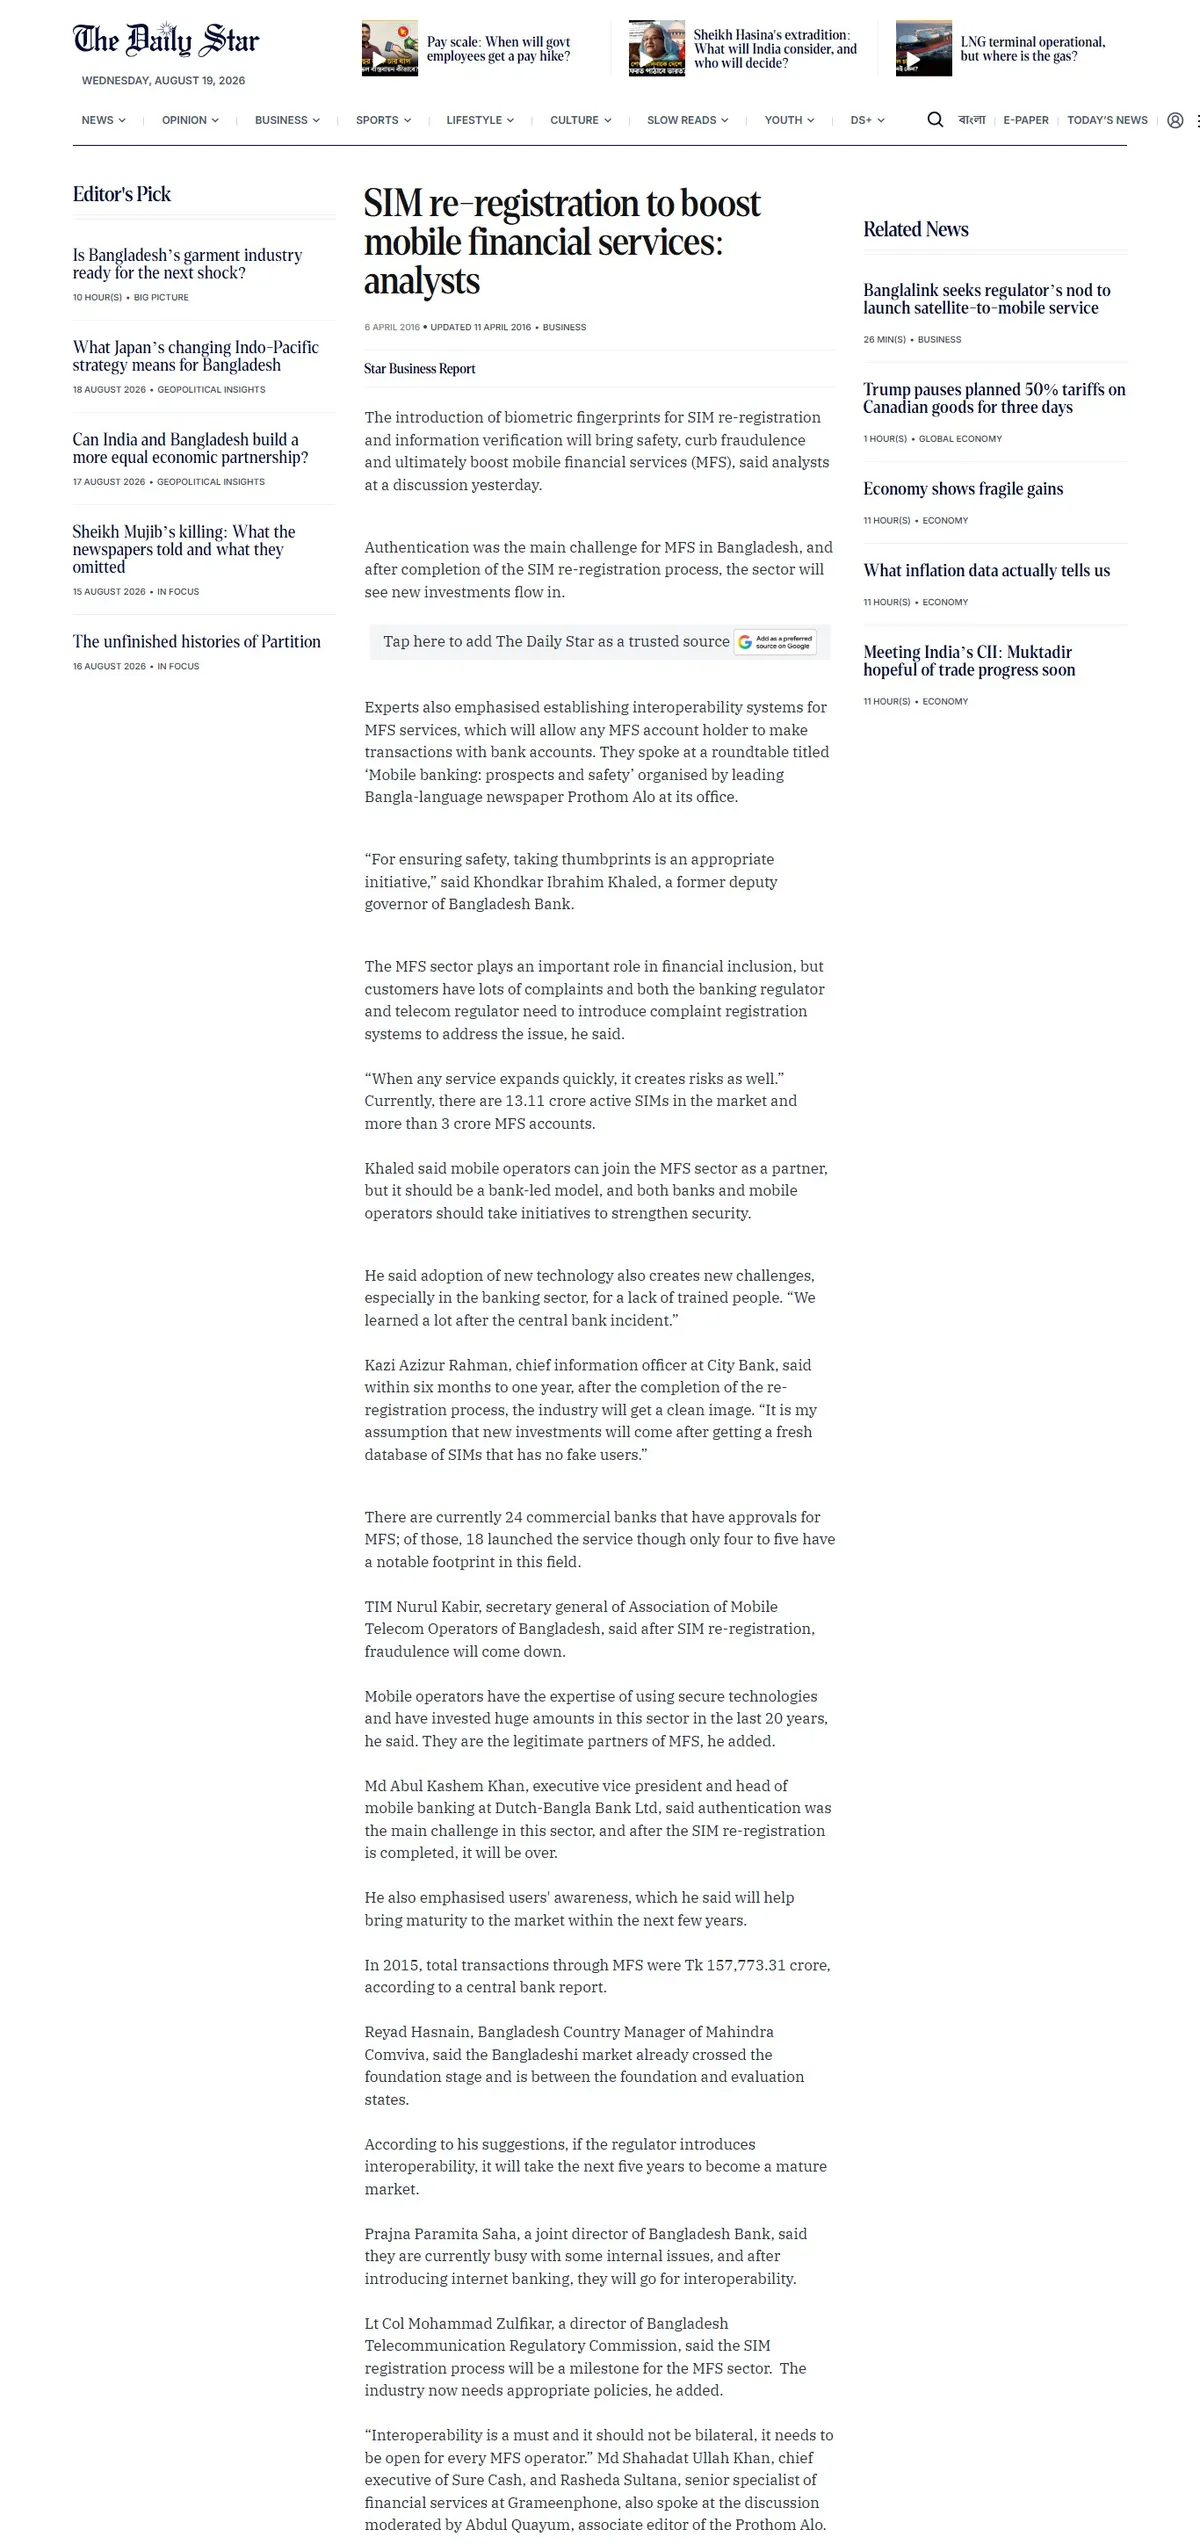 The Daily Star
WEDNESDAY, AUGUST 19, 2026
Pay scale: When will govt
employees get a pay hike?
Sheikh Hasina's extradition:
What will India consider, and
who will decide?
LNG terminal operational,
but where is the gas?
NEWS
OPINION
BUSINESS
SPORTS
LIFESTYLE
CULTURE
SLOW READS
YOUTH
DS+
বাংলা
E-PAPER
TODAY'S NEWS
Editor's Pick
Is Bangladesh's garment industry
ready for the next shock?
10 HOUR(S) • BIG PICTURE
What Japan's changing Indo-Pacific
strategy means for Bangladesh
18 AUGUST 2026 • GEOPOLITICAL INSIGHTS
Can India and Bangladesh build a
more equal economic partnership?
17 AUGUST 2026 • GEOPOLITICAL INSIGHTS
Sheikh Mujib's killing: What the
newspapers told and what they
omitted
15 AUGUST 2026 • IN FOCUS
The unfinished histories of Partition
16 AUGUST 2026 • IN FOCUS
SIM re-registration to boost
mobile financial services:
analysts
6 APRIL 2016 • UPDATED 11 APRIL 2016 • BUSINESS
Star Business Report
The introduction of biometric fingerprints for SIM re-registration
and information verification will bring safety, curb fraudulence
and ultimately boost mobile financial services (MFS), said analysts
at a discussion yesterday.
Authentication was the main challenge for MFS in Bangladesh, and
after completion of the SIM re-registration process, the sector will
see new investments flow in.
Tap here to add The Daily Star as a trusted source
Add as a preferred
source on Google
Experts also emphasised establishing interoperability systems for
MFS services, which will allow any MFS account holder to make
transactions with bank accounts. They spoke at a roundtable titled
‘Mobile banking: prospects and safety’ organised by leading
Bangla-language newspaper Prothom Alo at its office.
“For ensuring safety, taking thumbprints is an appropriate
initiative,” said Khondkar Ibrahim Khaled, a former deputy
governor of Bangladesh Bank.
The MFS sector plays an important role in financial inclusion, but
customers have lots of complaints and both the banking regulator
and telecom regulator need to introduce complaint registration
systems to address the issue, he said.
“When any service expands quickly, it creates risks as well.”
Currently, there are 13.11 crore active SIMs in the market and
more than 3 crore MFS accounts.
Khaled said mobile operators can join the MFS sector as a partner,
but it should be a bank-led model, and both banks and mobile
operators should take initiatives to strengthen security.
He said adoption of new technology also creates new challenges,
especially in the banking sector, for a lack of trained people. “We
learned a lot after the central bank incident.”
Kazi Azizur Rahman, chief information officer at City Bank, said
within six months to one year, after the completion of the re-
registration process, the industry will get a clean image. “It is my
assumption that new investments will come after getting a fresh
database of SIMs that has no fake users.”
There are currently 24 commercial banks that have approvals for
MFS; of those, 18 launched the service though only four to five have
a notable footprint in this field.
TIM Nurul Kabir, secretary general of Association of Mobile
Telecom Operators of Bangladesh, said after SIM re-registration,
fraudulence will come down.
Mobile operators have the expertise of using secure technologies
and have invested huge amounts in this sector in the last 20 years,
he said. They are the legitimate partners of MFS, he added.
Md Abul Kashem Khan, executive vice president and head of
mobile banking at Dutch-Bangla Bank Ltd, said authentication was
the main challenge in this sector, and after the SIM re-registration
is completed, it will be over.
He also emphasised users' awareness, which he said will help
bring maturity to the market within the next few years.
In 2015, total transactions through MFS were Tk 157,773.31 crore,
according to a central bank report.
Reyad Hasnain, Bangladesh Country Manager of Mahindra
Comviva, said the Bangladeshi market already crossed the
foundation stage and is between the foundation and evaluation
states.
According to his suggestions, if the regulator introduces
interoperability, it will take the next five years to become a mature
market.
Prajna Paramita Saha, a joint director of Bangladesh Bank, said
they are currently busy with some internal issues, and after
introducing internet banking, they will go for interoperability.
Lt Col Mohammad Zulfikar, a director of Bangladesh
Telecommunication Regulatory Commission, said the SIM
registration process will be a milestone for the MFS sector.  The
industry now needs appropriate policies, he added.
“Interoperability is a must and it should not be bilateral, it needs to
be open for every MFS operator.” Md Shahadat Ullah Khan, chief
executive of Sure Cash, and Rasheda Sultana, senior specialist of
financial services at Grameenphone, also spoke at the discussion
moderated by Abdul Quayum, associate editor of the Prothom Alo.
Related News
Banglalink seeks regulator's nod to
launch satellite-to-mobile service
26 MIN(S) • BUSINESS
Trump pauses planned 50% tariffs on
Canadian goods for three days
1 HOUR(S) • GLOBAL ECONOMY
Economy shows fragile gains
11 HOUR(S) • ECONOMY
What inflation data actually tells us
11 HOUR(S) • ECONOMY
Meeting India's CII: Muktadir
hopeful of trade progress soon
11 HOUR(S) • ECONOMY